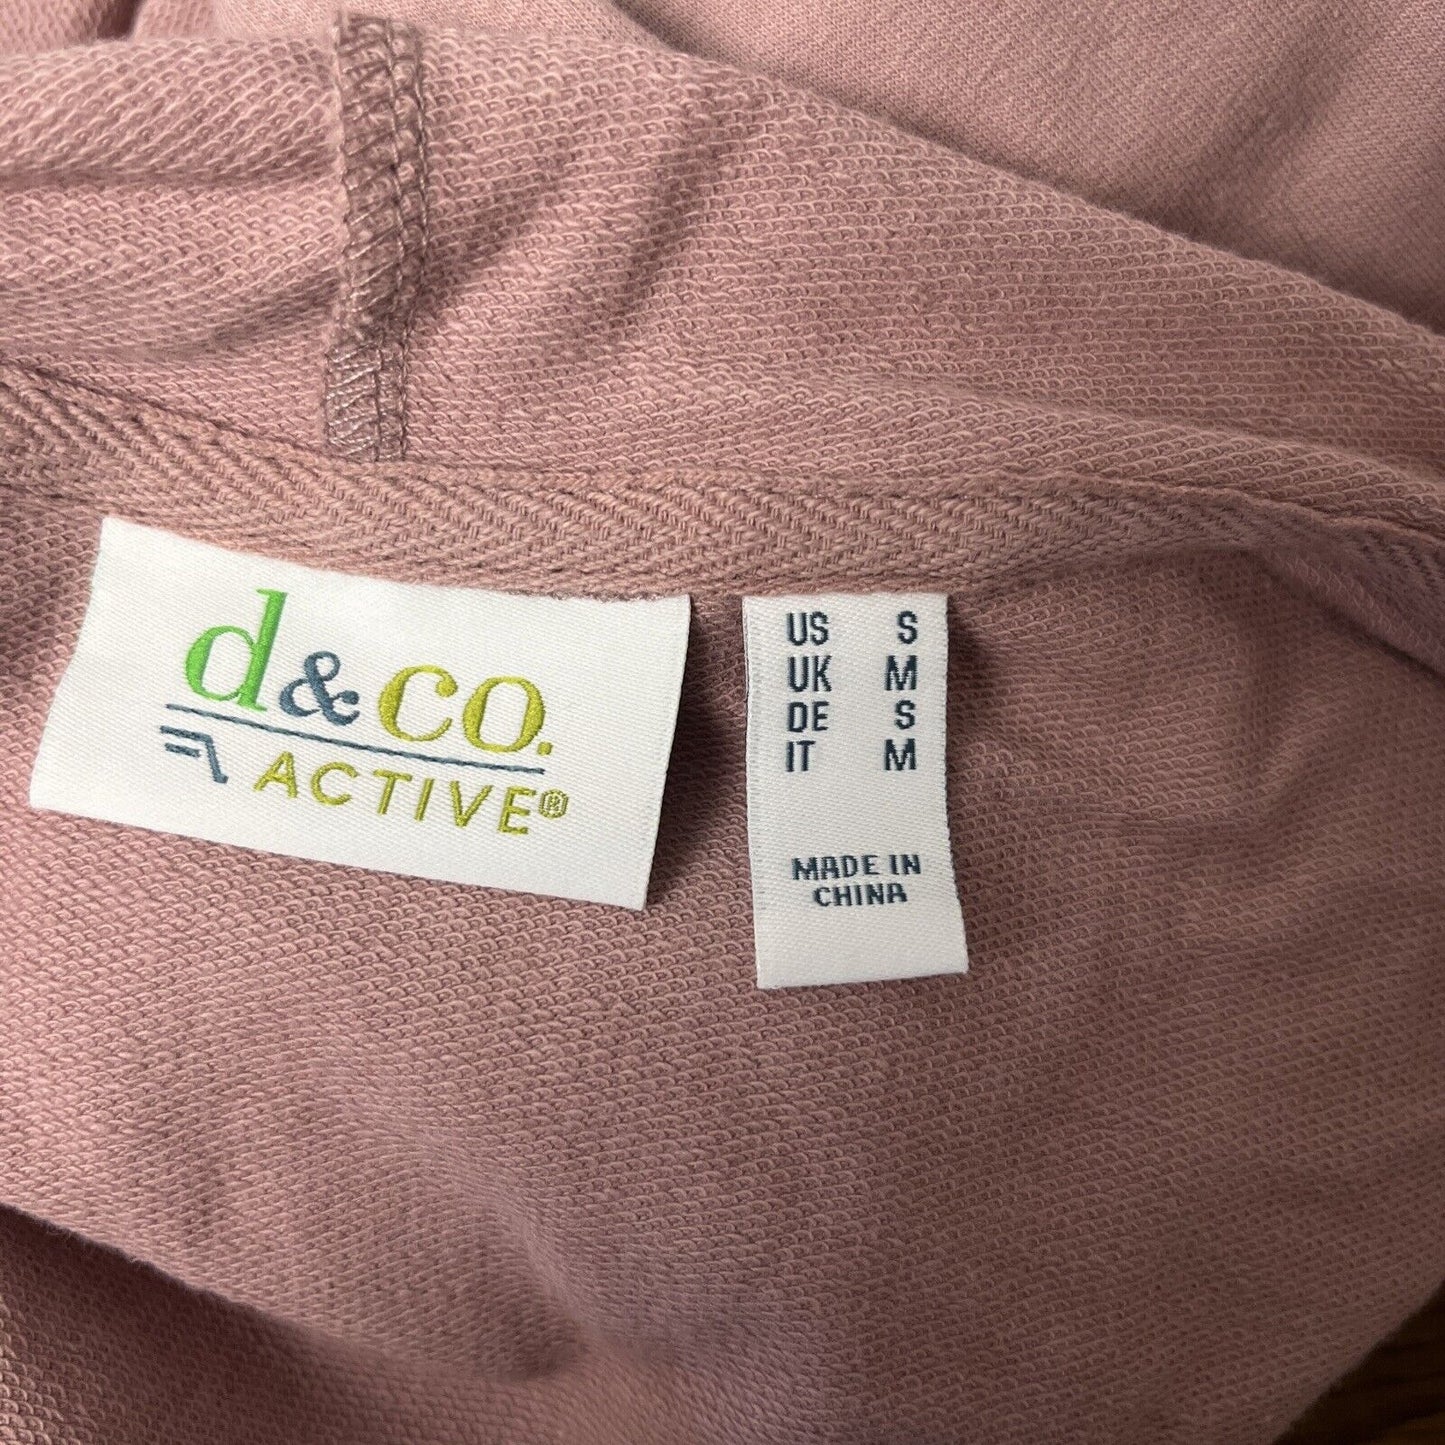 d&co.
ACTIVE®
US S
UK M
DE S
IT M
MADE IN
CHINA